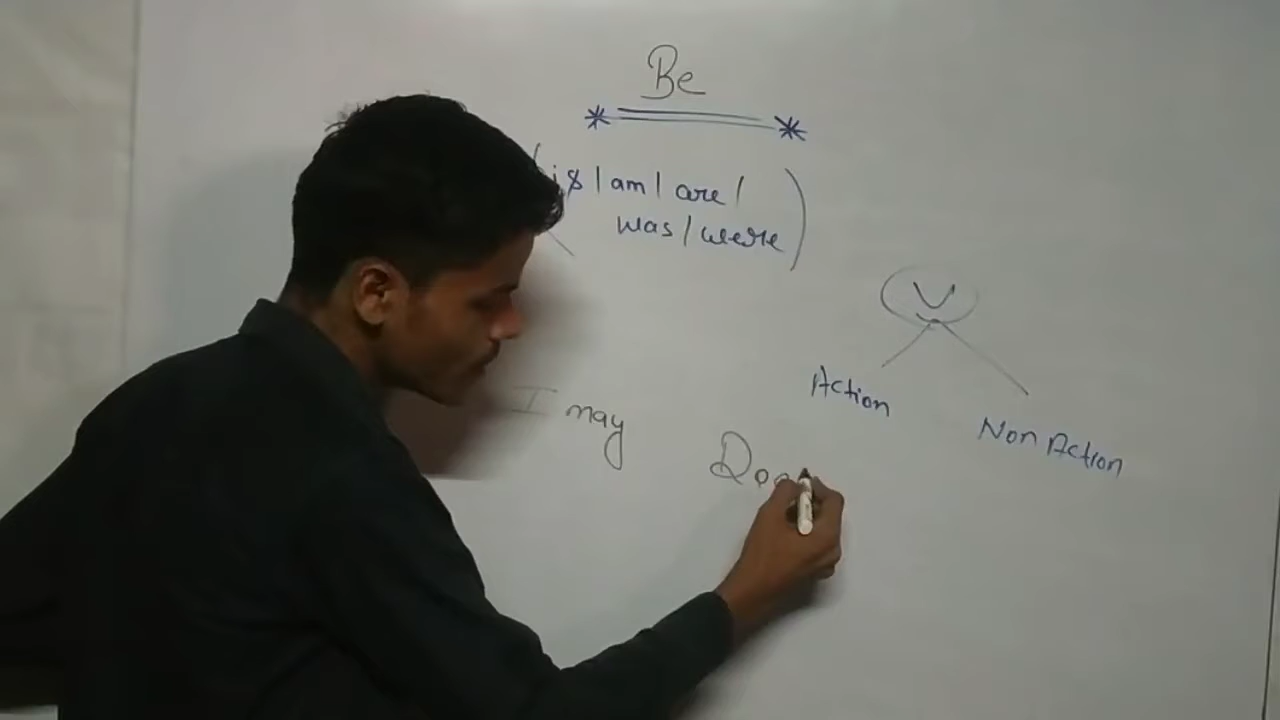 Be
is / am / are /
was / were )
V
Action
Non Action
I may